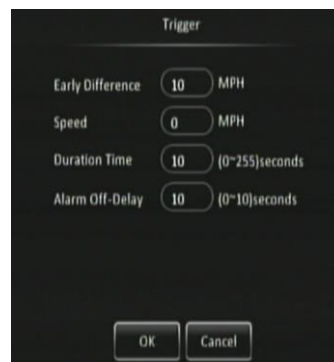 Trigger
Early Difference 10 MPH
Speed 0 MPH
Duration Time 10 (0~255)seconds
Alarm Off-Delay 10 (0~10)seconds
OK Cancel